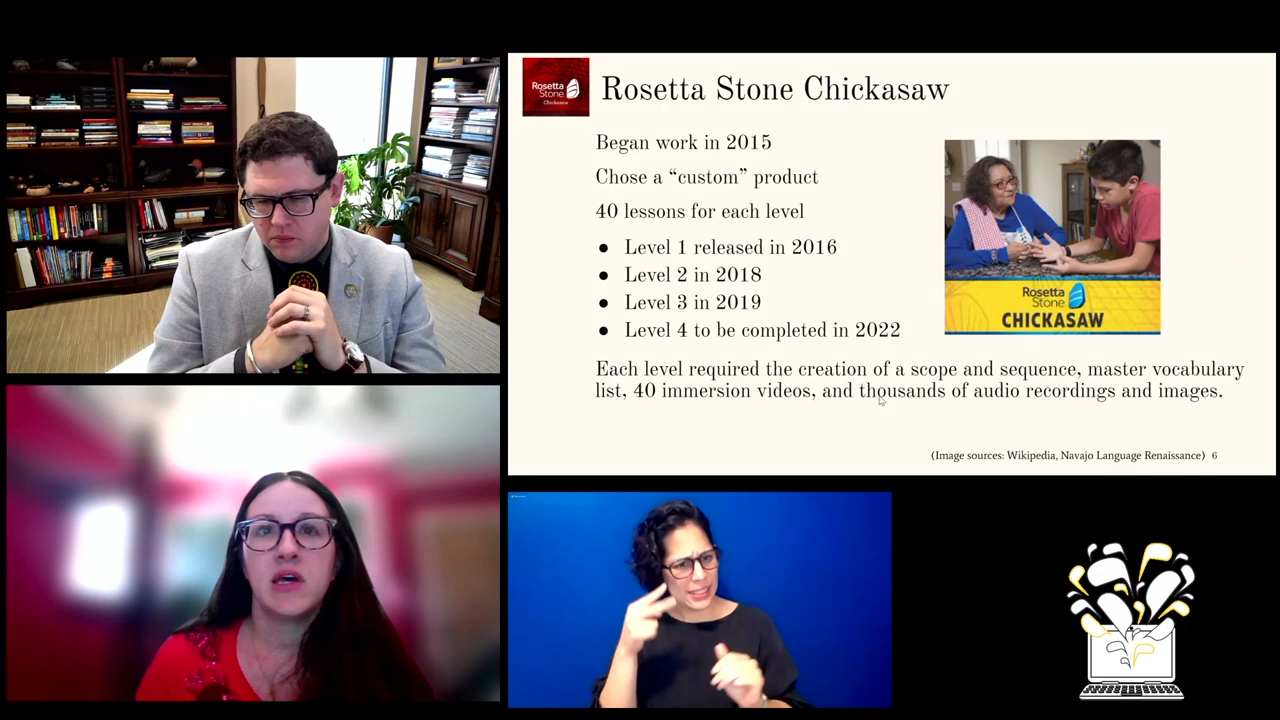 Rosetta
Stone
Chickasaw
Rosetta Stone Chickasaw
Began work in 2015
Chose a “custom” product
40 lessons for each level
● Level 1 released in 2016
● Level 2 in 2018
● Level 3 in 2019
● Level 4 to be completed in 2022
Rosetta
Stone
CHICKASAW
Each level required the creation of a scope and sequence, master vocabulary
list, 40 immersion videos, and thousands of audio recordings and images.
(Image sources: Wikipedia, Navajo Language Renaissance) 6